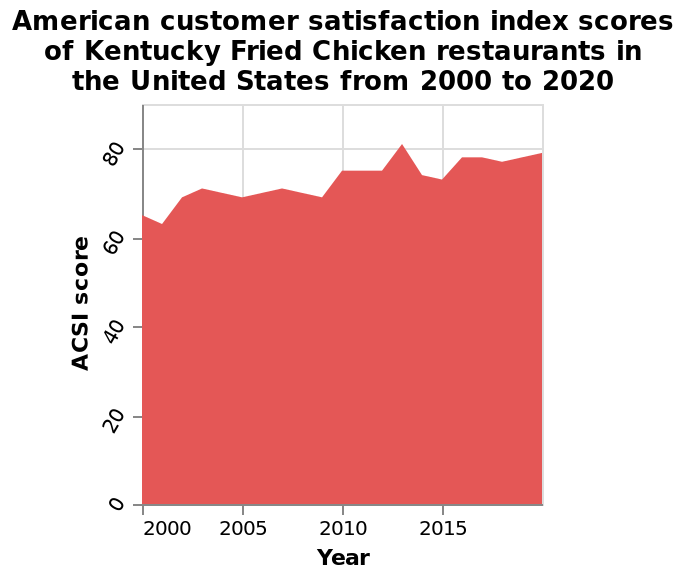 American customer satisfaction index scores
of Kentucky Fried Chicken restaurants in
the United States from 2000 to 2020
80
60
40
20
0
ACSI score
2000 2005 2010 2015
Year